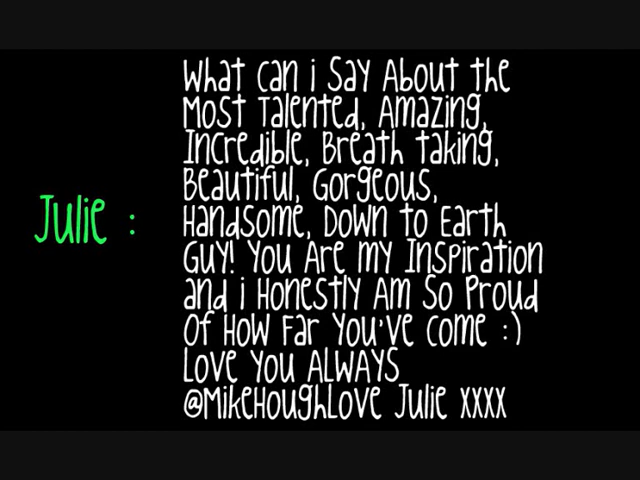 What Can i Say About the
Most Talented, Amazing,
Incredible, Breath taking,
Beautiful, Gorgeous,
Julie : Handsome, Down to Earth
Guy! You Are my Inspiration
and i Honestly Am So Proud
Of How Far You've Come :)
Love You ALWAYS
@MikeHoughLove Julie XXXX